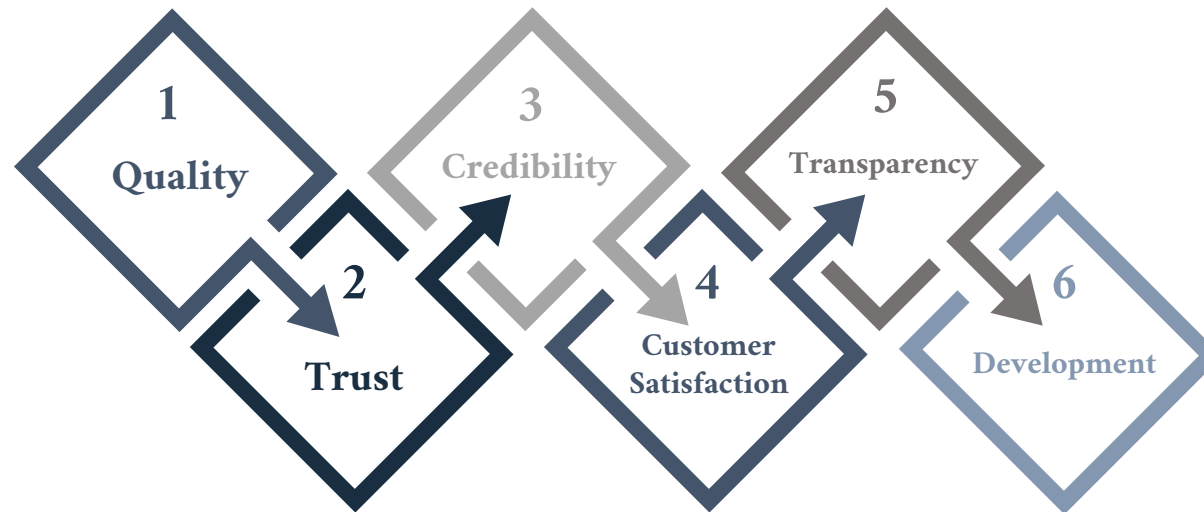 1
Quality
2
Trust
3
Credibility
4
Customer
Satisfaction
5
Transparency
6
Development